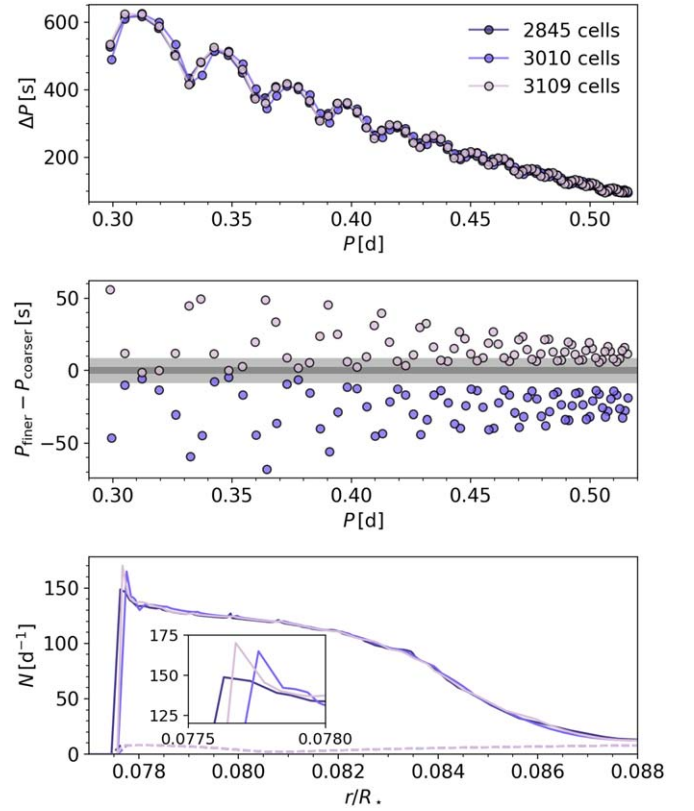 600
400
200
ΔP [s]
2845 cells
3010 cells
3109 cells
0.30 0.35 0.40 0.45 0.50
P [d]
50
0
−50
P_finer − P_coarser [s]
0.30 0.35 0.40 0.45 0.50
P [d]
150
100
50
0
N [d⁻¹]
175
150
125
0.0775 0.0780
0.078 0.080 0.082 0.084 0.086 0.088
r/R⋆